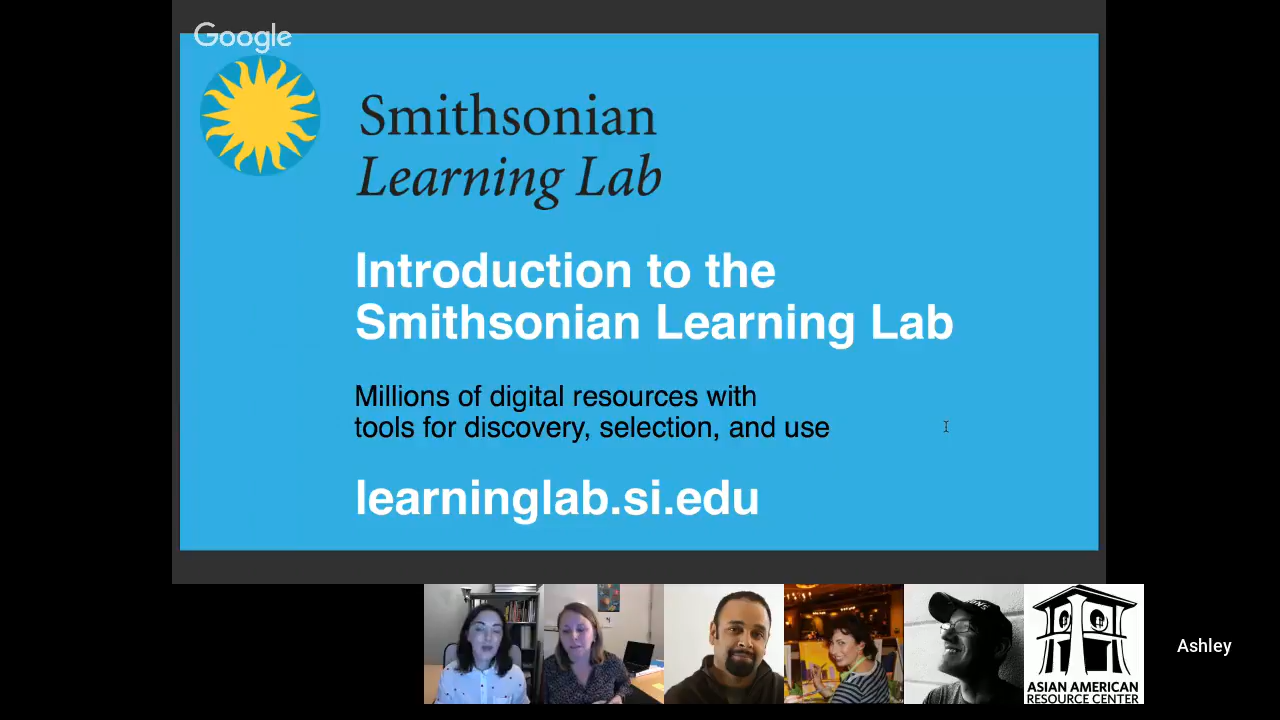 Google
Smithsonian
Learning Lab
Introduction to the
Smithsonian Learning Lab
Millions of digital resources with
tools for discovery, selection, and use
learninglab.si.edu
ASIAN AMERICAN
RESOURCE CENTER
Ashley